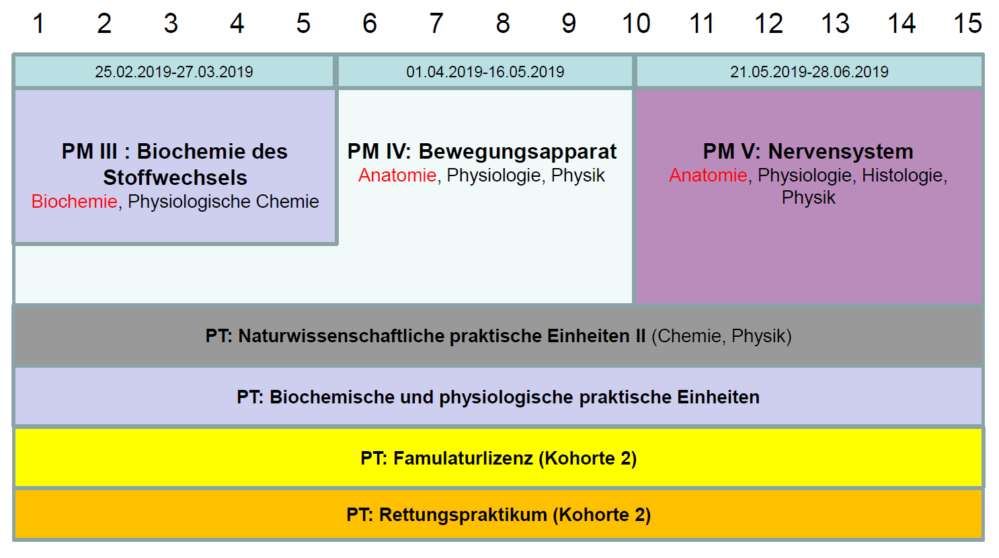 1 2 3 4 5 6 7 8 9 10 11 12 13 14 15
25.02.2019-27.03.2019
01.04.2019-16.05.2019
21.05.2019-28.06.2019
PM III : Biochemie des
Stoffwechsels
Biochemie, Physiologische Chemie
PM IV: Bewegungsapparat
Anatomie, Physiologie, Physik
PM V: Nervensystem
Anatomie, Physiologie, Histologie,
Physik
PT: Naturwissenschaftliche praktische Einheiten II (Chemie, Physik)
PT: Biochemische und physiologische praktische Einheiten
PT: Famulaturlizenz (Kohorte 2)
PT: Rettungspraktikum (Kohorte 2)